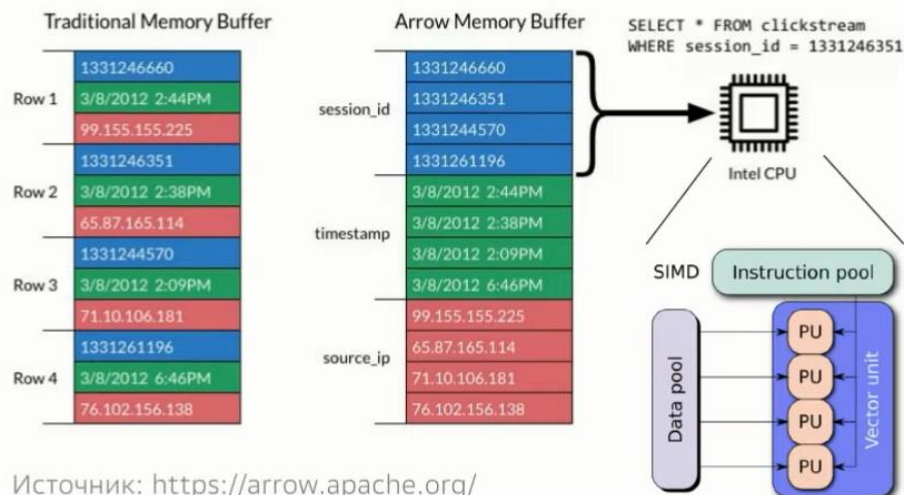 Traditional Memory Buffer
Row 1
1331246660
3/8/2012 2:44PM
99.155.155.225
Row 2
1331246351
3/8/2012 2:38PM
65.87.165.114
Row 3
1331244570
3/8/2012 2:09PM
71.10.106.181
Row 4
1331261196
3/8/2012 6:46PM
76.102.156.138
Arrow Memory Buffer
session_id
1331246660
1331246351
1331244570
1331261196
timestamp
3/8/2012 2:44PM
3/8/2012 2:38PM
3/8/2012 2:09PM
3/8/2012 6:46PM
source_ip
99.155.155.225
65.87.165.114
71.10.106.181
76.102.156.138
SELECT * FROM clickstream
WHERE session_id = 1331246351
Intel CPU
SIMD
Instruction pool
Data pool
PU
PU
PU
PU
Vector unit
Источник: https://arrow.apache.org/